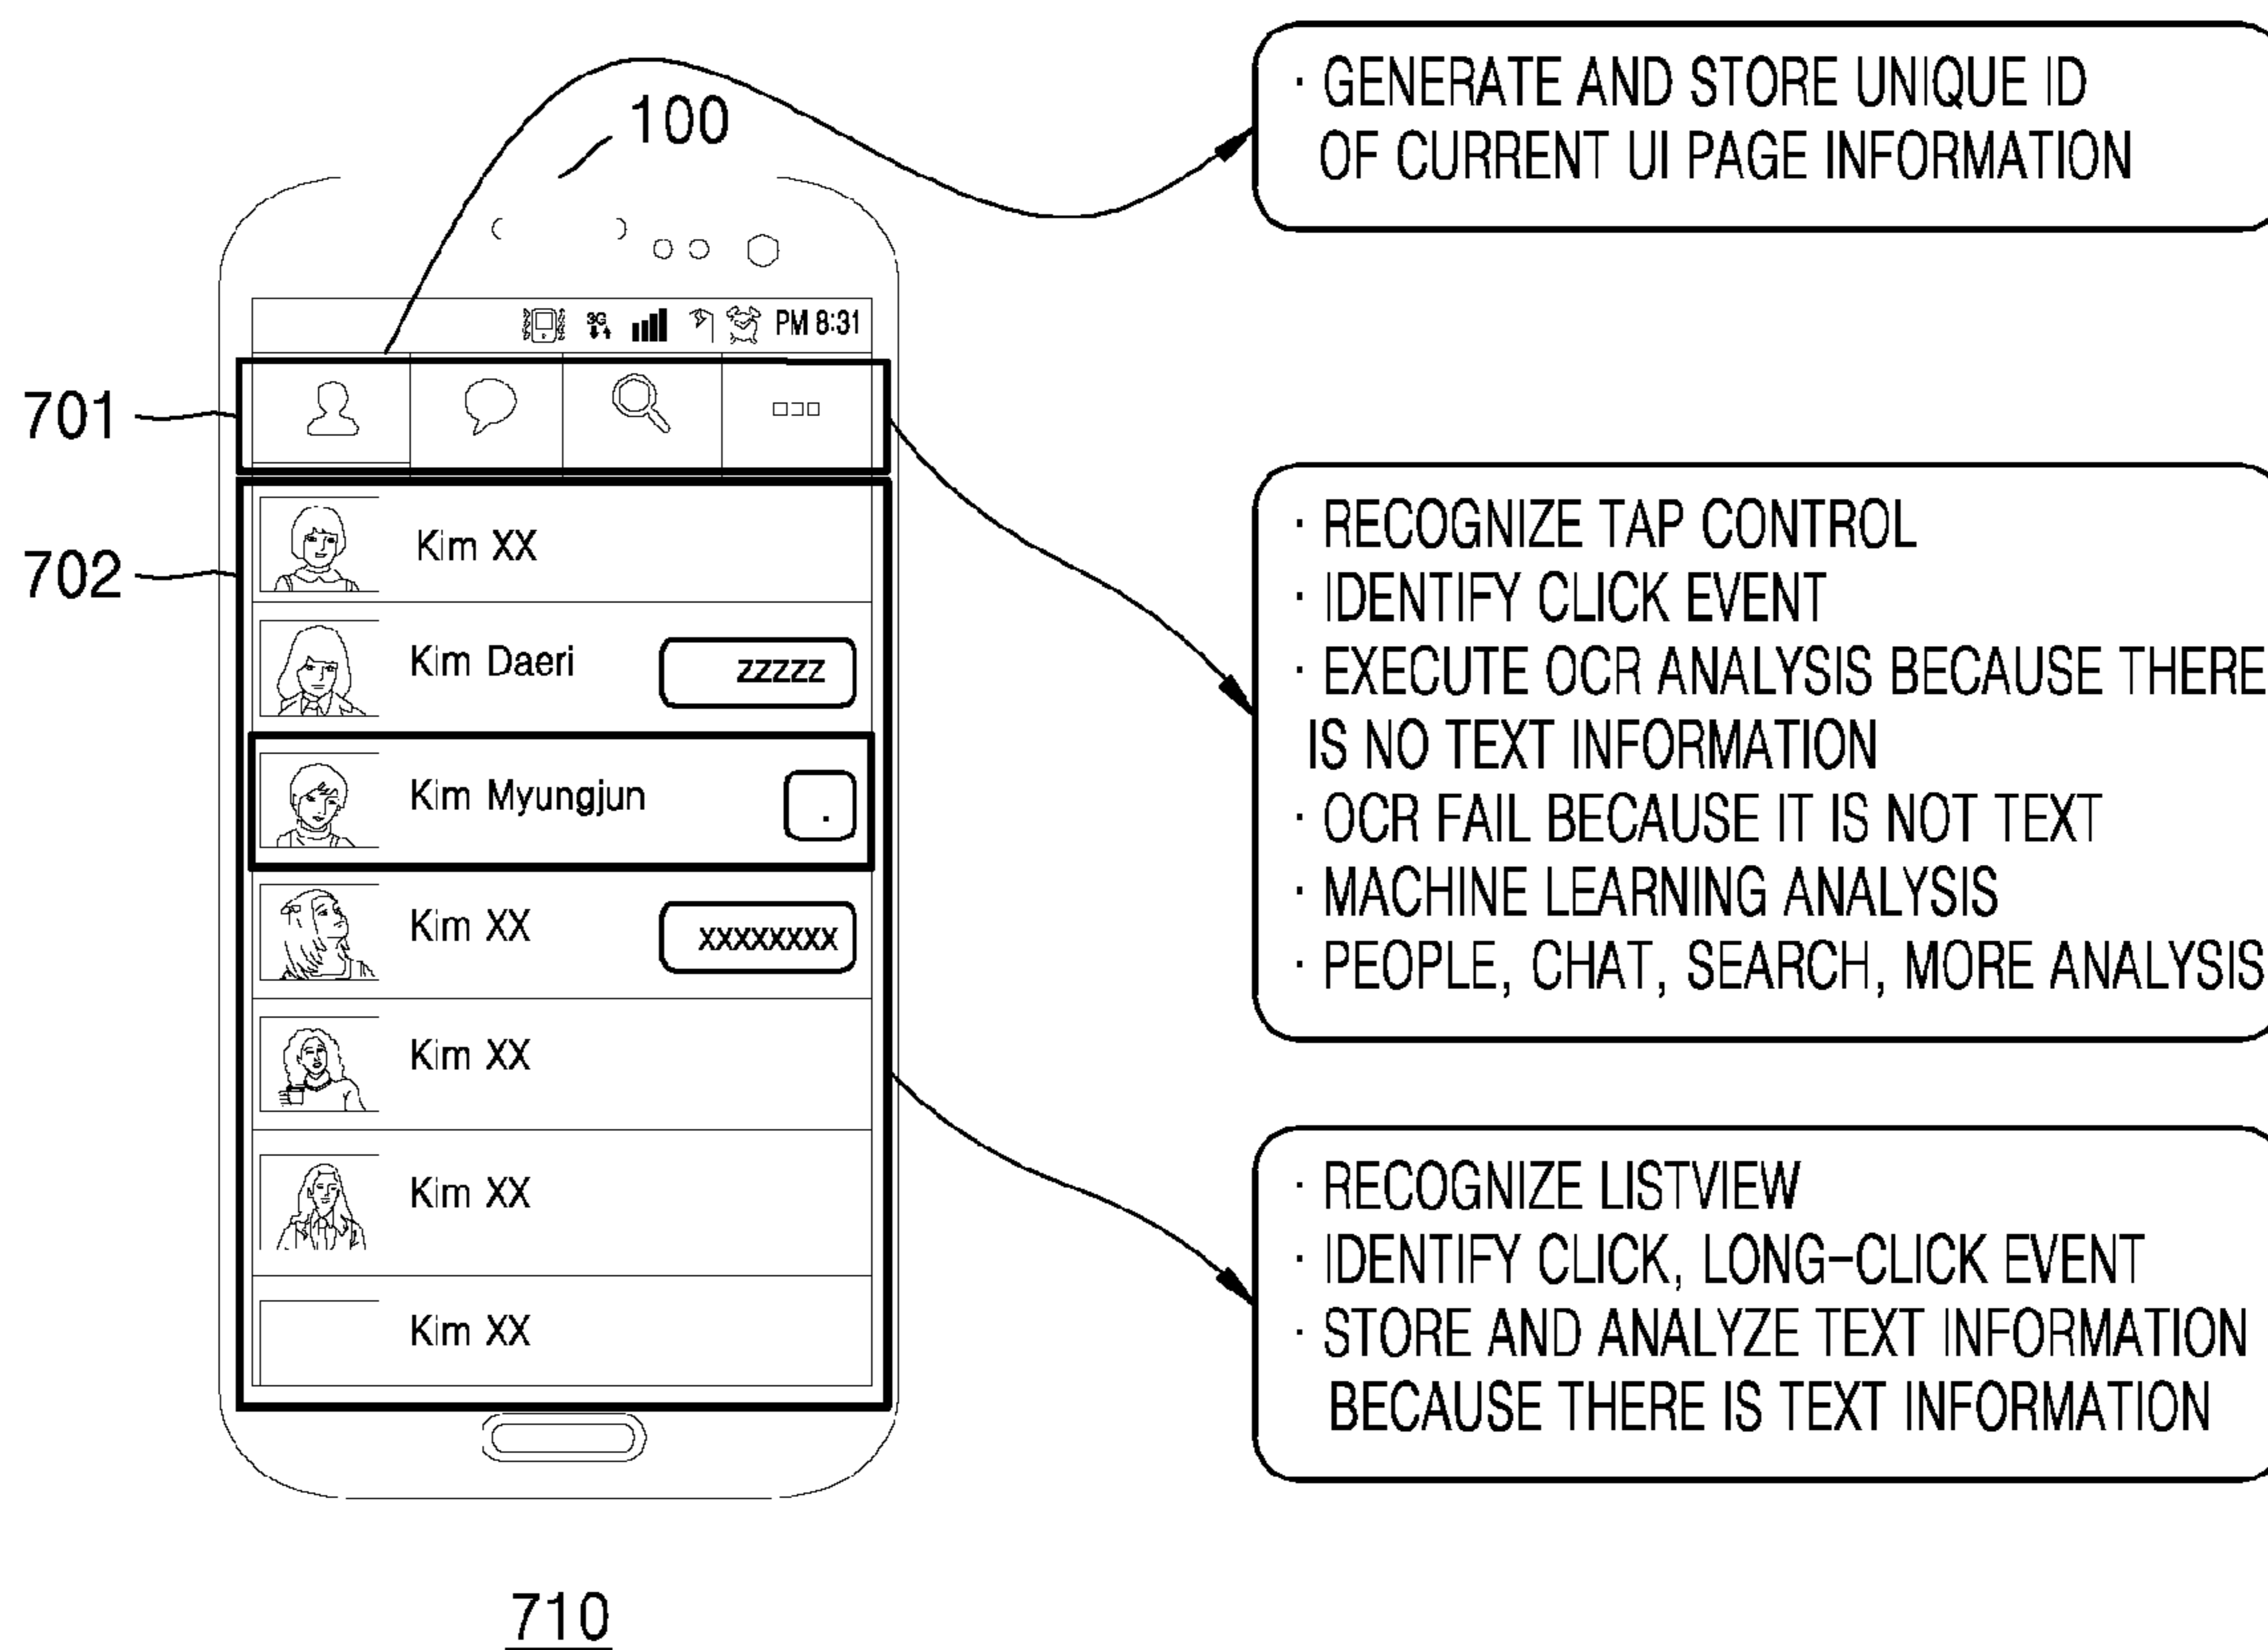 100
3G
PM 8:31
701
702
Kim XX
Kim Daeri
zzzzz
Kim Myungjun
.
Kim XX
xxxxxxxx
Kim XX
Kim XX
Kim XX
710
· GENERATE AND STORE UNIQUE ID
OF CURRENT UI PAGE INFORMATION
· RECOGNIZE TAP CONTROL
· IDENTIFY CLICK EVENT
· EXECUTE OCR ANALYSIS BECAUSE THERE
IS NO TEXT INFORMATION
· OCR FAIL BECAUSE IT IS NOT TEXT
· MACHINE LEARNING ANALYSIS
· PEOPLE, CHAT, SEARCH, MORE ANALYSIS
· RECOGNIZE LISTVIEW
· IDENTIFY CLICK, LONG-CLICK EVENT
· STORE AND ANALYZE TEXT INFORMATION
BECAUSE THERE IS TEXT INFORMATION